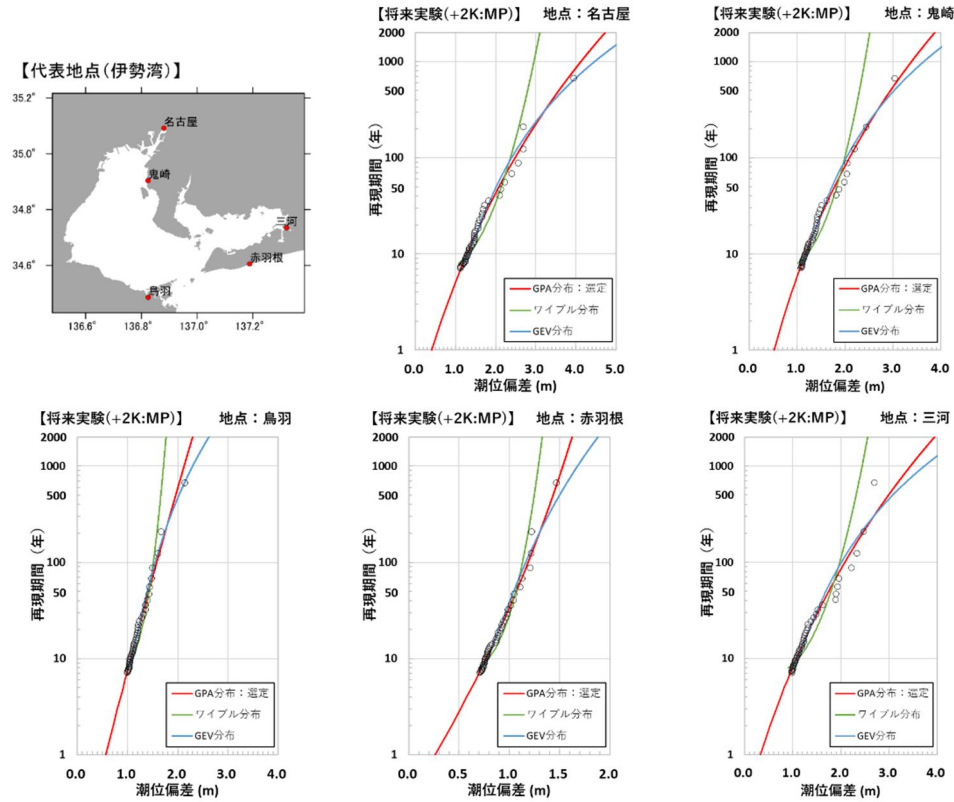 【代表地点(伊勢湾)】
35.2°
35.0°
34.8°
34.6°
136.6°
136.8°
137.0°
137.2°
名古屋
鬼崎
三河
赤羽根
鳥羽
【将来実験(+2K:MP)】 地点：名古屋
再現期間（年）
2000
1000
500
100
50
10
1
GPA分布：選定
ワイブル分布
GEV分布
0.0 1.0 2.0 3.0 4.0 5.0
潮位偏差 (m)
【将来実験(+2K:MP)】 地点：鬼崎
再現期間（年）
2000
1000
500
100
50
10
1
GPA分布：選定
ワイブル分布
GEV分布
0.0 1.0 2.0 3.0 4.0
潮位偏差 (m)
【将来実験(+2K:MP)】 地点：鳥羽
再現期間（年）
2000
1000
500
100
50
10
1
GPA分布：選定
ワイブル分布
GEV分布
0.0 1.0 2.0 3.0 4.0
潮位偏差 (m)
【将来実験(+2K:MP)】 地点：赤羽根
再現期間（年）
2000
1000
500
100
50
10
1
GPA分布：選定
ワイブル分布
GEV分布
0.0 0.5 1.0 1.5 2.0
潮位偏差 (m)
【将来実験(+2K:MP)】 地点：三河
再現期間（年）
2000
1000
500
100
50
10
1
GPA分布：選定
ワイブル分布
GEV分布
0.0 1.0 2.0 3.0 4.0
潮位偏差 (m)